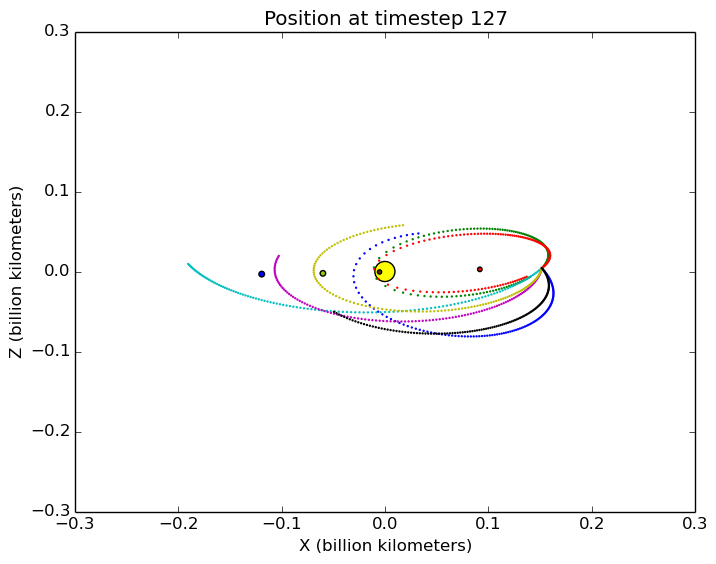 Position at timestep 127
0.3
0.2
0.1
0.0
−0.1
−0.2
−0.3
Z (billion kilometers)
−0.3 −0.2 −0.1 0.0 0.1 0.2 0.3
X (billion kilometers)